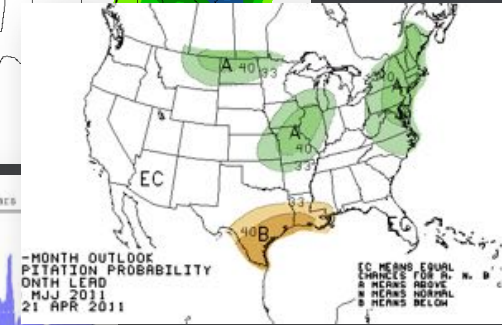 A 40 33
A
A
40
33
EC
33
40 B
EC
-MONTH OUTLOOK
PITATION PROBABILITY
ONTH LEAD
MJJ 2011
21 APR 2011
EC MEANS EQUAL
CHANCES FOR A, N, B
A MEANS ABOVE
N MEANS NORMAL
B MEANS BELOW